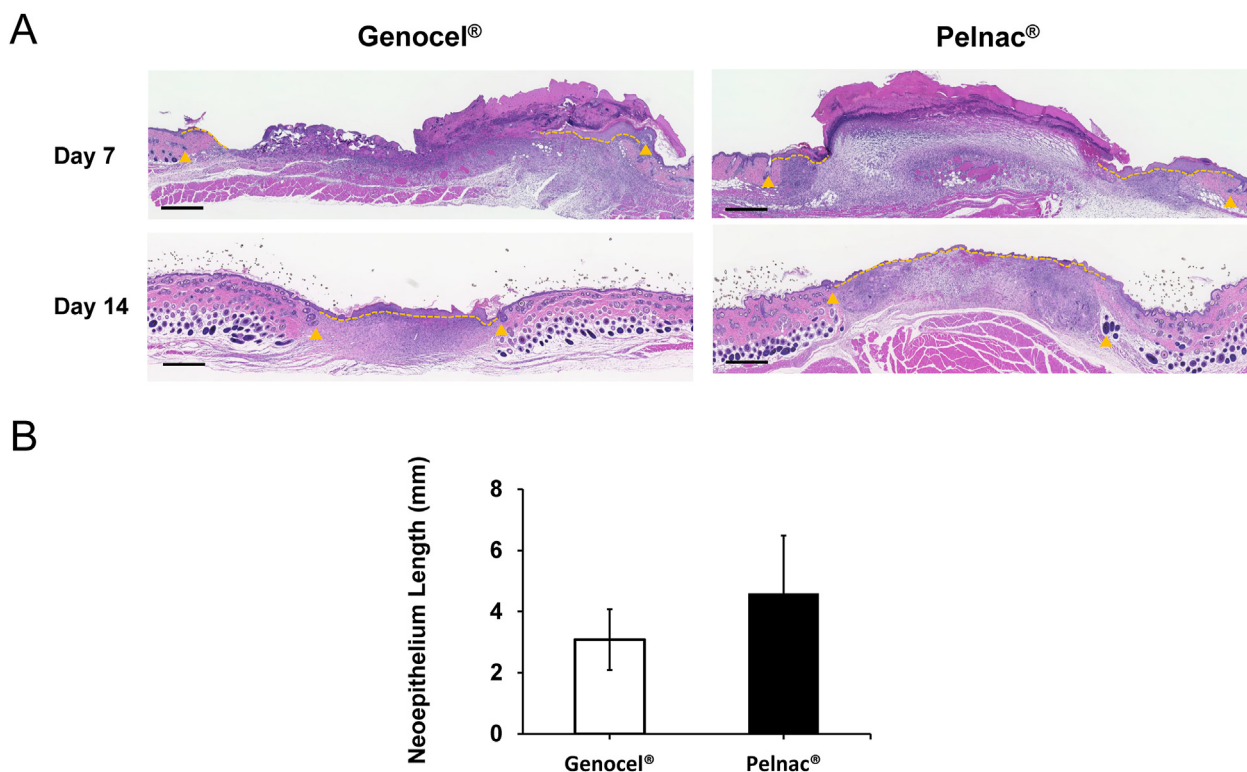 A
Genocel®
Pelnac®
Day 7
Day 14
B
Neoepithelium Length (mm)
8
6
4
2
0
Genocel®
Pelnac®